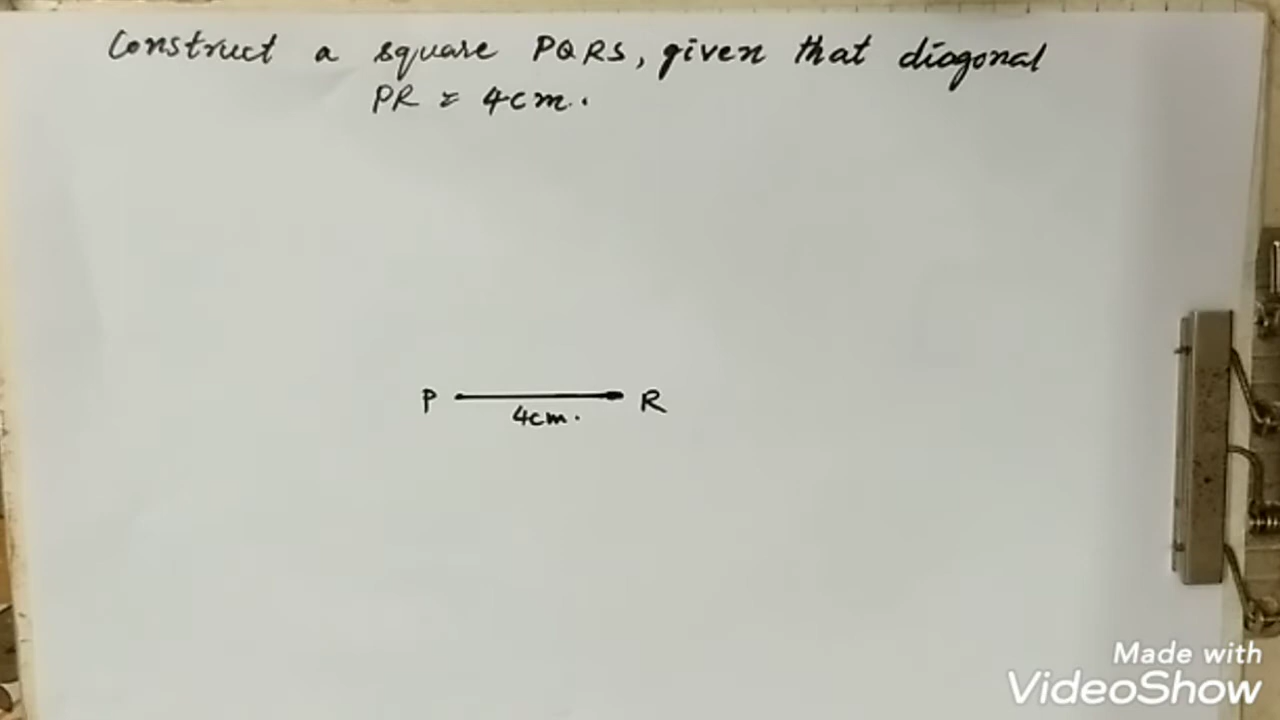 Construct a square PQRS, given that diagonal
PR = 4cm.
P R
4cm.
Made with
VideoShow